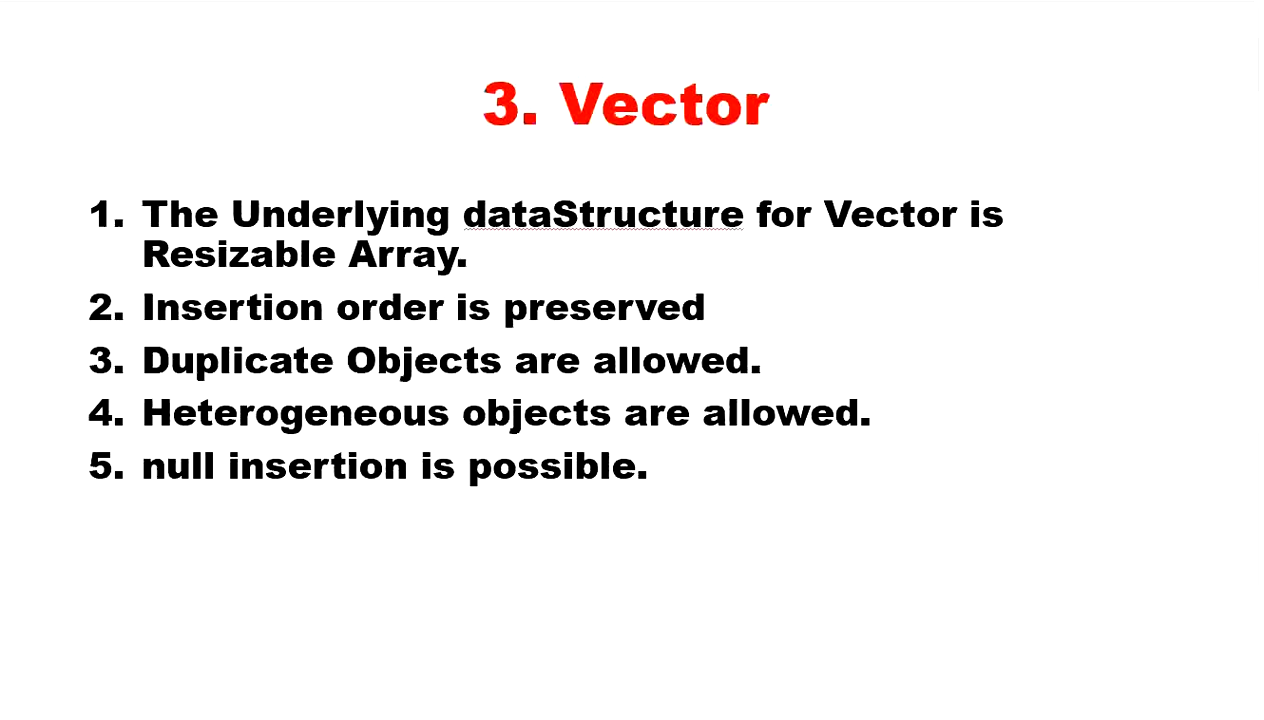 3. Vector
1. The Underlying dataStructure for Vector is
Resizable Array.
2. Insertion order is preserved
3. Duplicate Objects are allowed.
4. Heterogeneous objects are allowed.
5. null insertion is possible.